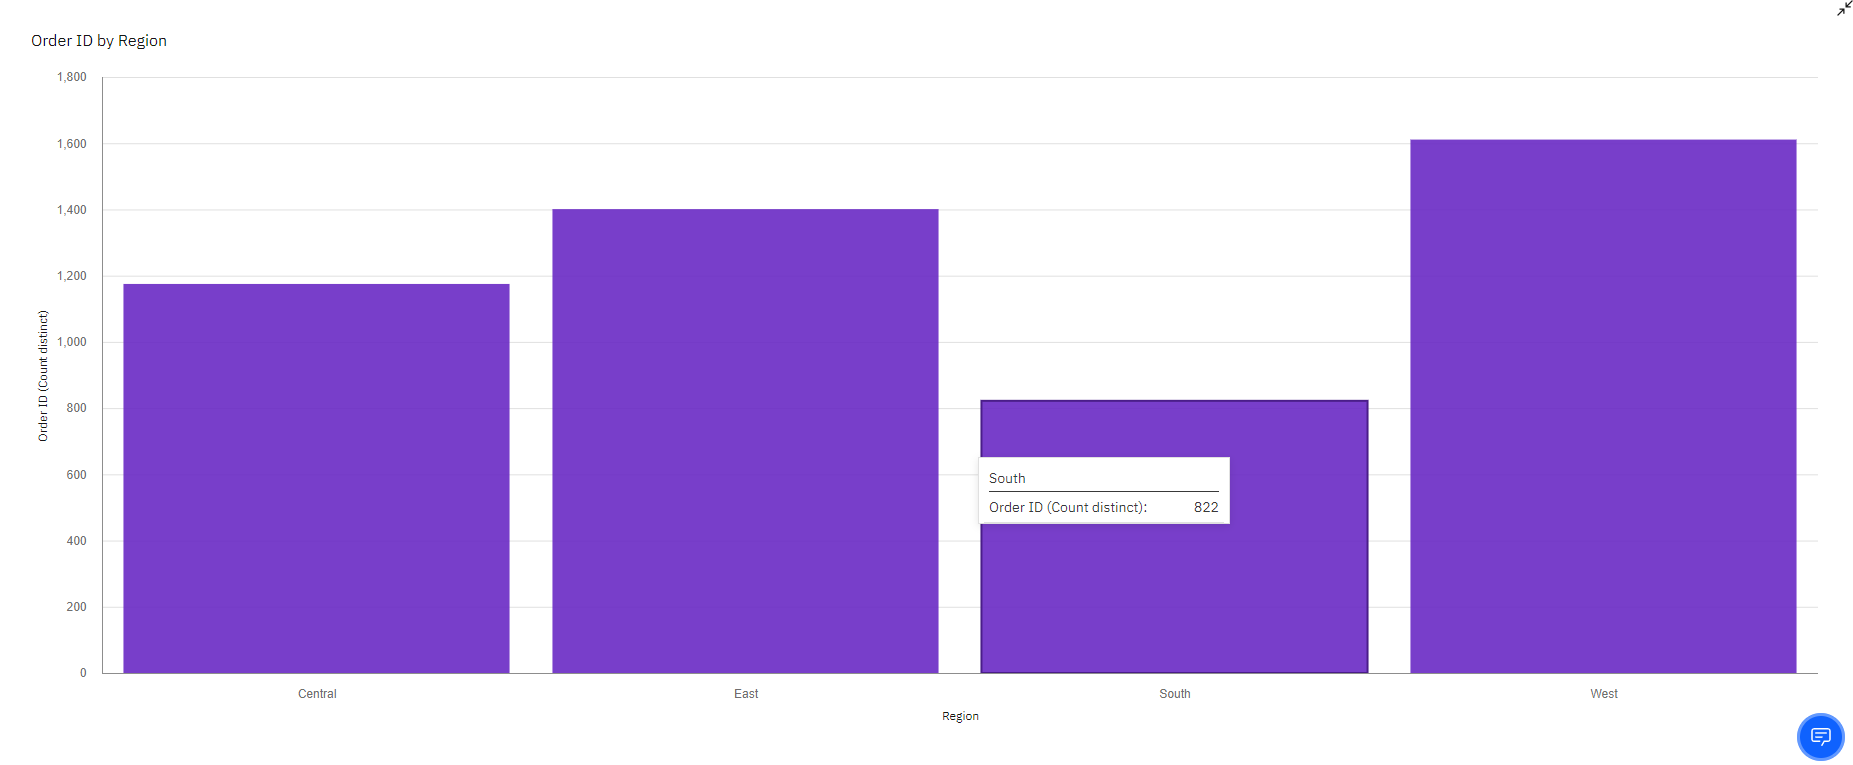 Order ID by Region
1,800
1,600
1,400
1,200
1,000
800
600
400
200
0
Order ID (Count distinct)
South
Order ID (Count distinct): 822
Central East South West
Region